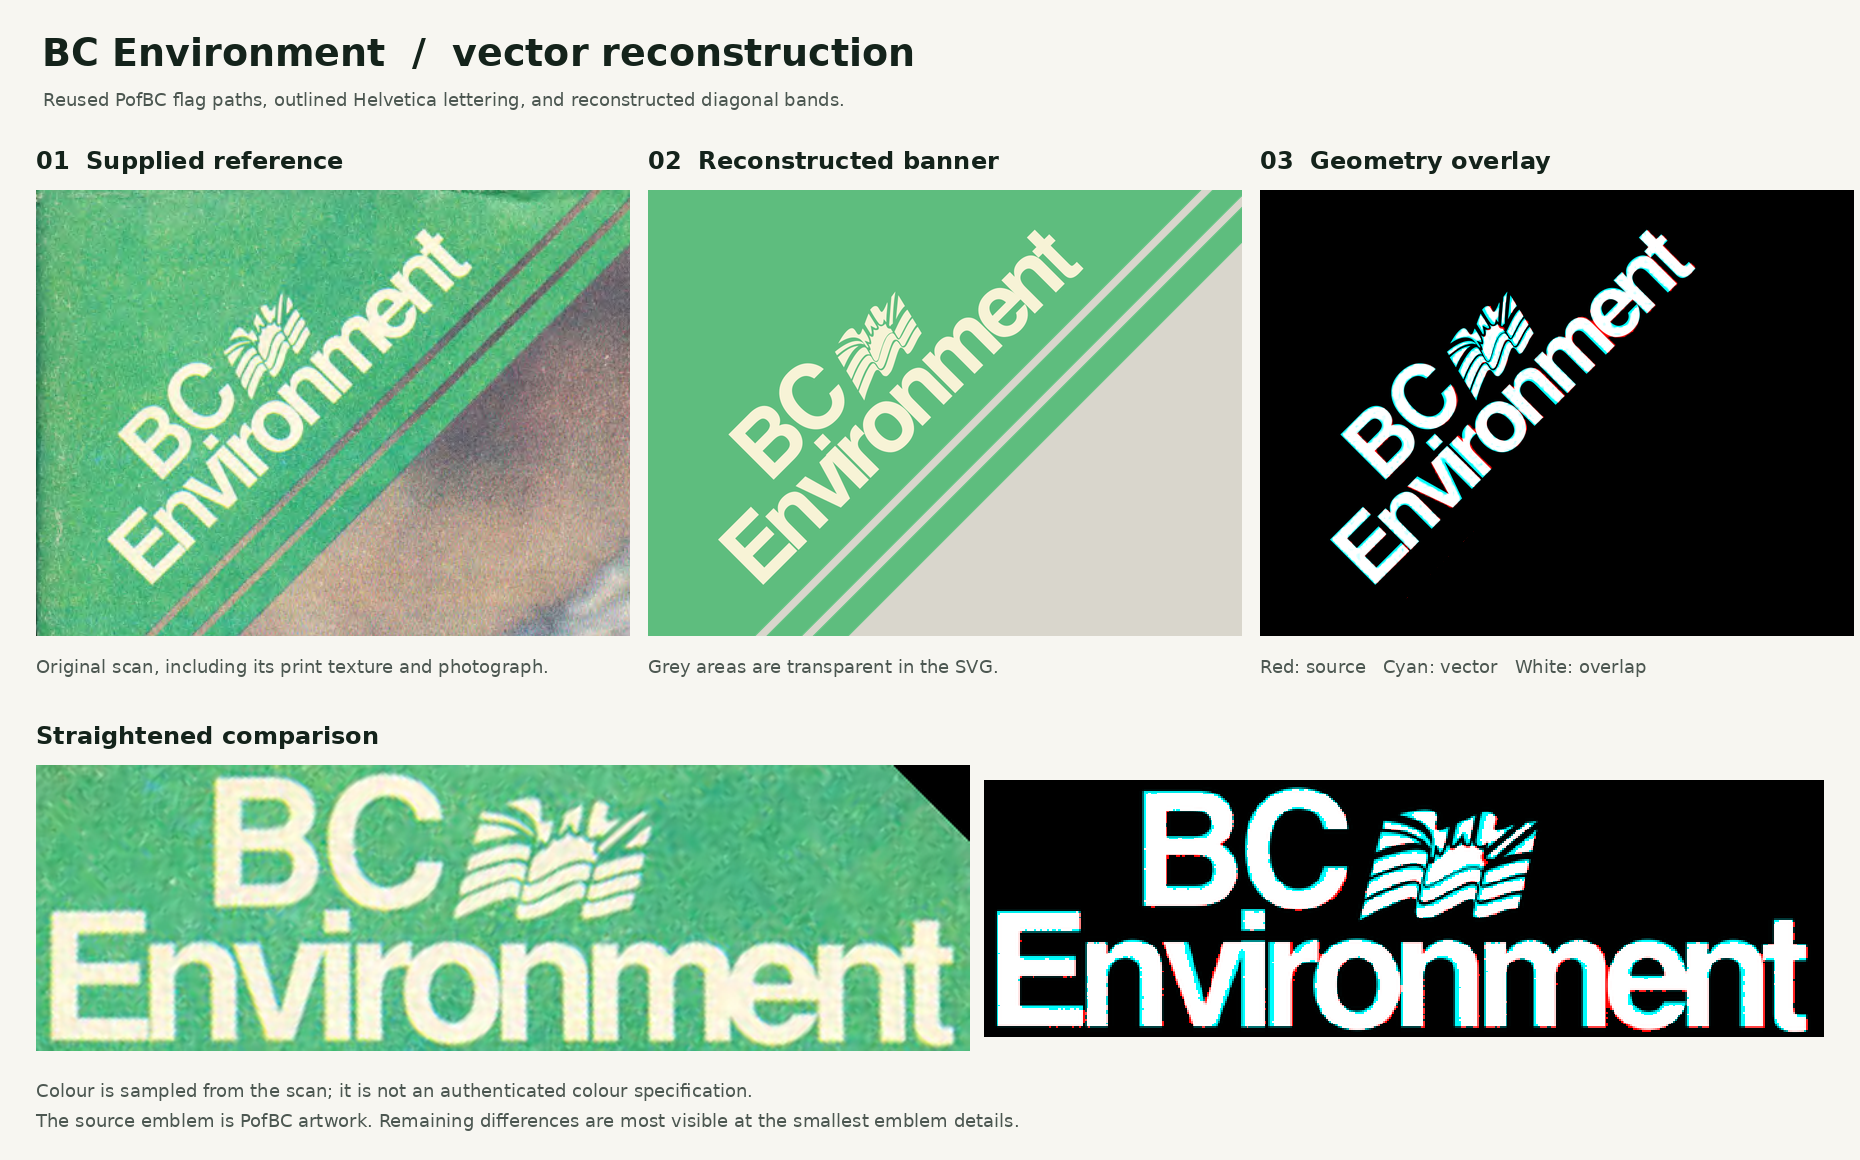 BC Environment / vector reconstruction
Reused PofBC flag paths, outlined Helvetica lettering, and reconstructed diagonal bands.
01 Supplied reference
02 Reconstructed banner
03 Geometry overlay
BC
Environment
BC
Environment
BC
Environment
Original scan, including its print texture and photograph.
Grey areas are transparent in the SVG.
Red: source Cyan: vector White: overlap
Straightened comparison
BC
Environment
BC
Environment
Colour is sampled from the scan; it is not an authenticated colour specification.
The source emblem is PofBC artwork. Remaining differences are most visible at the smallest emblem details.